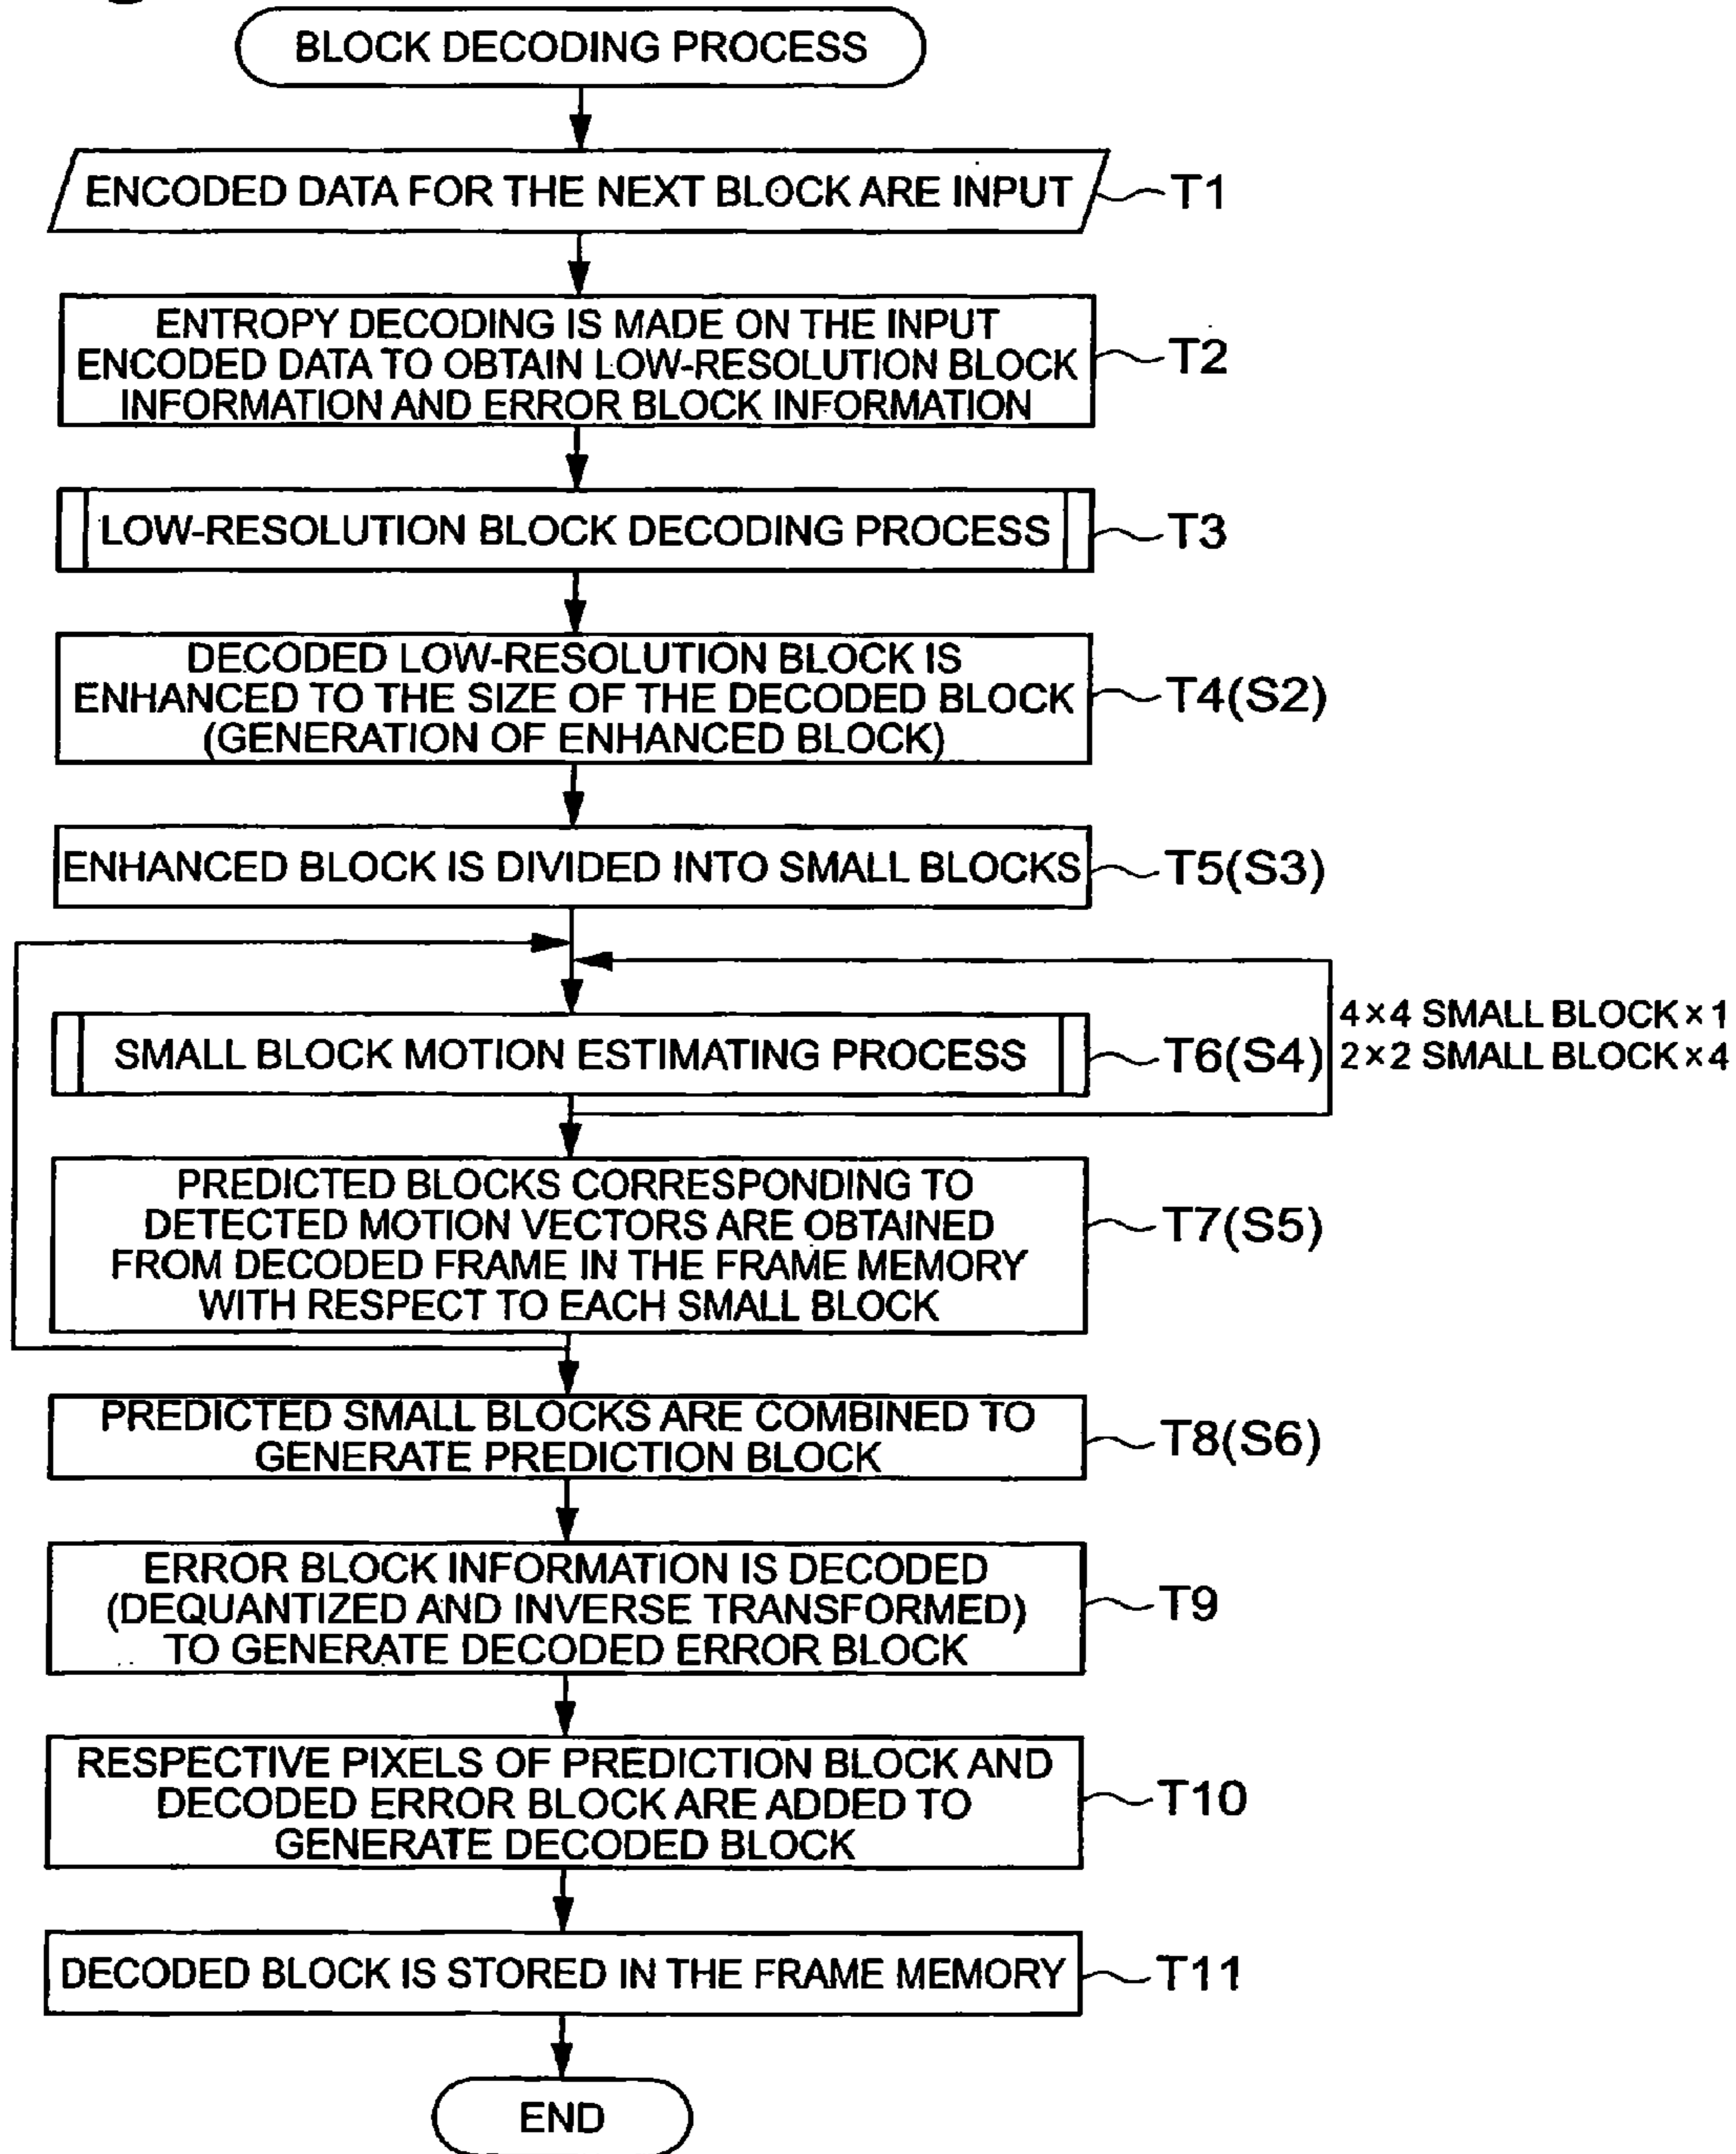 BLOCK DECODING PROCESS
ENCODED DATA FOR THE NEXT BLOCK ARE INPUT
T1
ENTROPY DECODING IS MADE ON THE INPUT
ENCODED DATA TO OBTAIN LOW-RESOLUTION BLOCK
INFORMATION AND ERROR BLOCK INFORMATION
T2
LOW-RESOLUTION BLOCK DECODING PROCESS
T3
DECODED LOW-RESOLUTION BLOCK IS
ENHANCED TO THE SIZE OF THE DECODED BLOCK
(GENERATION OF ENHANCED BLOCK)
T4(S2)
ENHANCED BLOCK IS DIVIDED INTO SMALL BLOCKS
T5(S3)
SMALL BLOCK MOTION ESTIMATING PROCESS
T6(S4)
4×4 SMALL BLOCK×1
2×2 SMALL BLOCK×4
PREDICTED BLOCKS CORRESPONDING TO
DETECTED MOTION VECTORS ARE OBTAINED
FROM DECODED FRAME IN THE FRAME MEMORY
WITH RESPECT TO EACH SMALL BLOCK
T7(S5)
PREDICTED SMALL BLOCKS ARE COMBINED TO
GENERATE PREDICTION BLOCK
T8(S6)
ERROR BLOCK INFORMATION IS DECODED
(DEQUANTIZED AND INVERSE TRANSFORMED)
TO GENERATE DECODED ERROR BLOCK
T9
RESPECTIVE PIXELS OF PREDICTION BLOCK AND
DECODED ERROR BLOCK ARE ADDED TO
GENERATE DECODED BLOCK
T10
DECODED BLOCK IS STORED IN THE FRAME MEMORY
T11
END